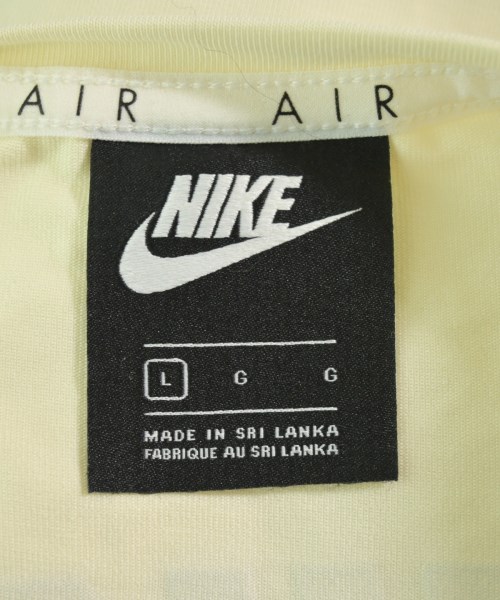 AIR AIR
NIKE
L G G
MADE IN SRI LANKA
FABRIQUE AU SRI LANKA